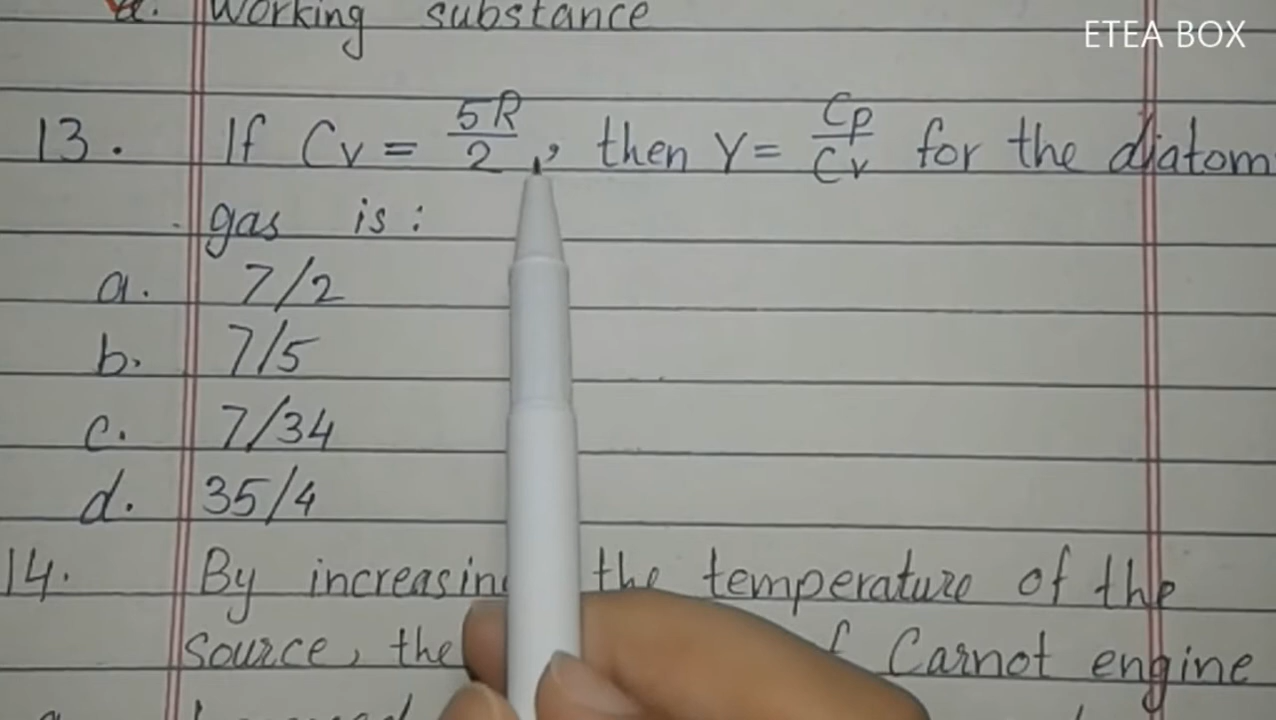 Working substance
ETEA BOX
13. If Cv = 5R/2, then γ = Cp/Cv for the diatom
gas is:
a. 7/2
b. 7/5
c. 7/34
d. 35/4
14. By increasing the temperature of the
source, the Carnot engine